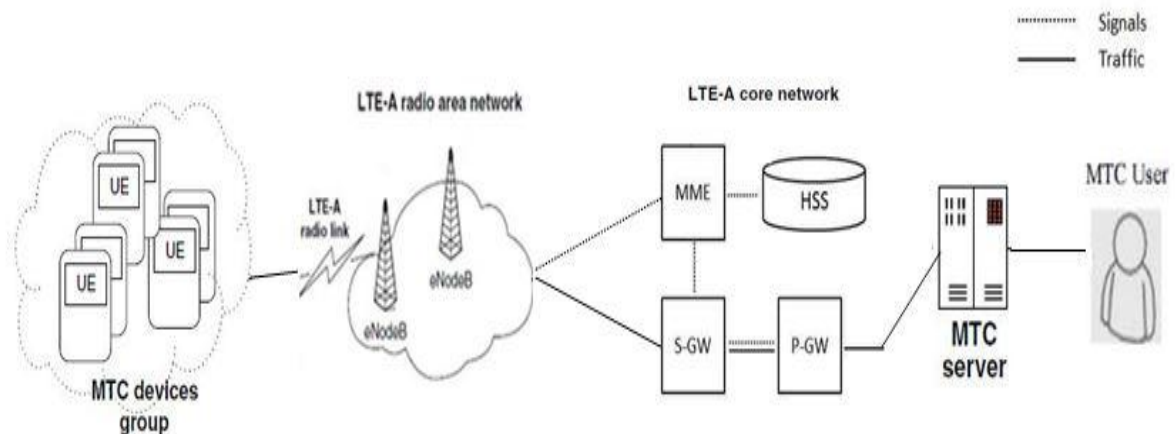 Signals
Traffic
LTE-A radio area network
LTE-A core network
UE
UE
UE
MTC devices
group
LTE-A
radio link
eNodeB
eNodeB
MME
HSS
S-GW
P-GW
MTC
server
MTC User